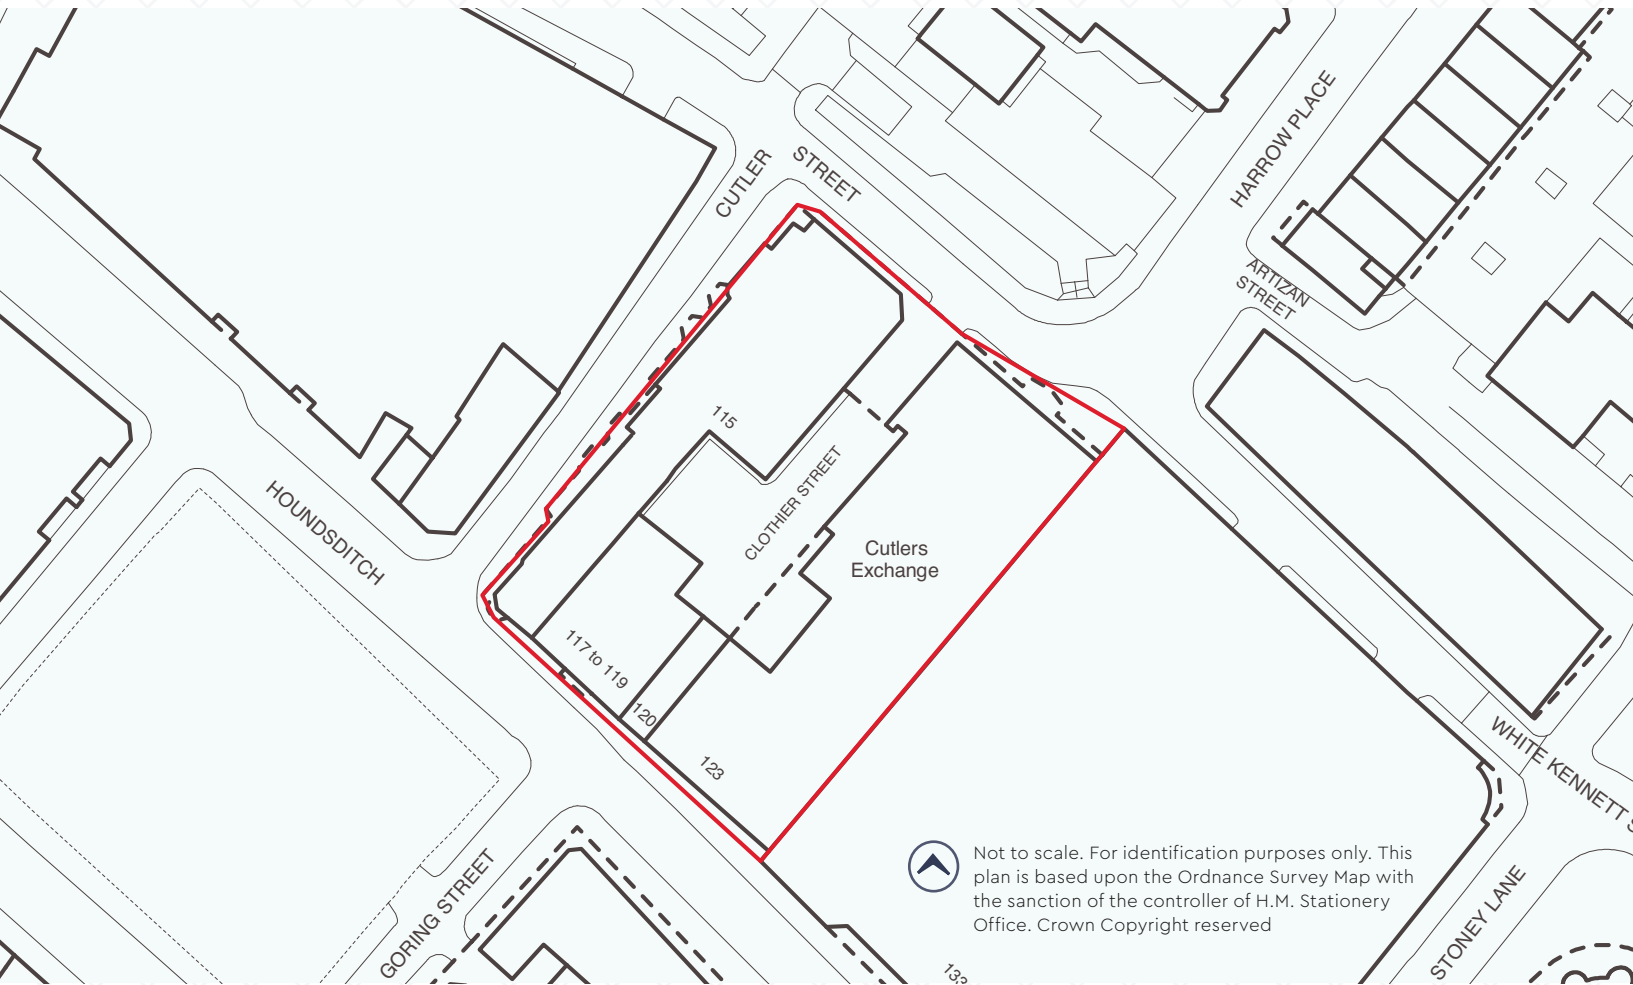 CUTLER
STREET
HARROW PLACE
ARTIZAN
STREET
115
CLOTHIER STREET
HOUNDSDITCH
Cutlers
Exchange
117 to 119
120
123
WHITE KENNETT S
GORING STREET
STONEY LANE
133
Not to scale. For identification purposes only. This
plan is based upon the Ordnance Survey Map with
the sanction of the controller of H.M. Stationery
Office. Crown Copyright reserved